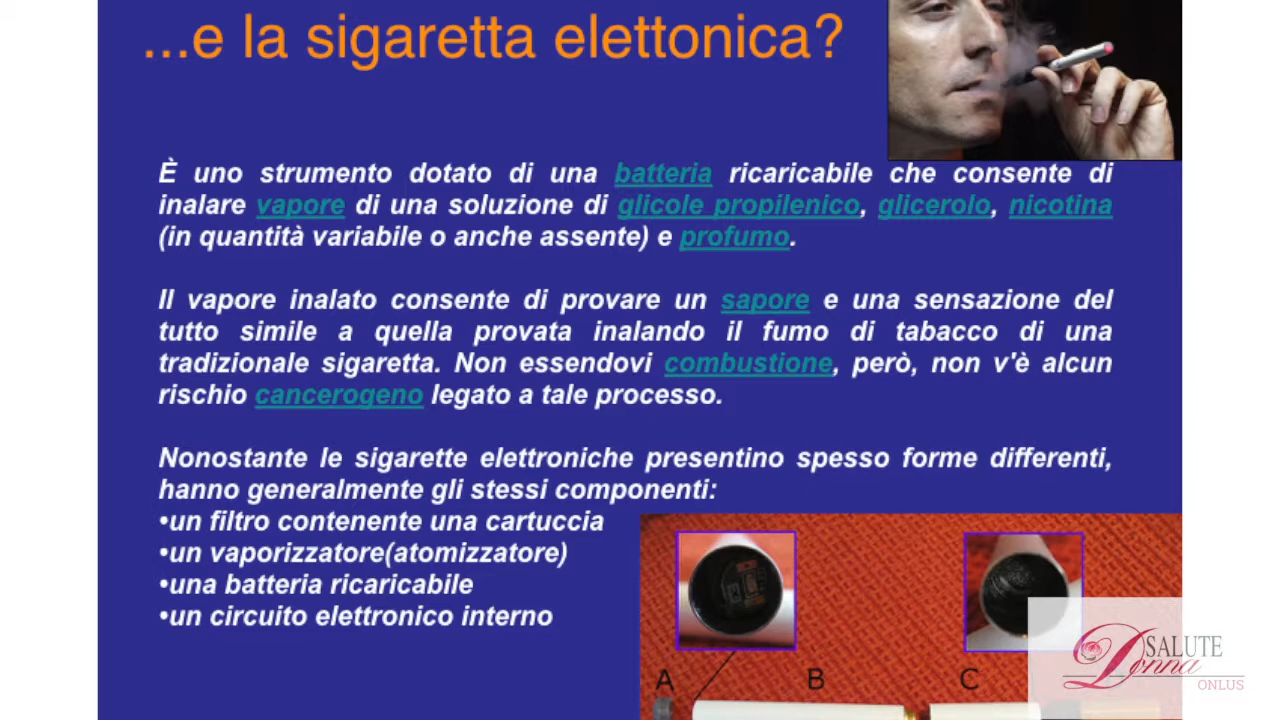 ...e la sigaretta elettonica?
È uno strumento dotato di una batteria ricaricabile che consente di
inalare vapore di una soluzione di glicole propilenico, glicerolo, nicotina
(in quantità variabile o anche assente) e profumo.
Il vapore inalato consente di provare un sapore e una sensazione del
tutto simile a quella provata inalando il fumo di tabacco di una
tradizionale sigaretta. Non essendovi combustione, però, non v'è alcun
rischio cancerogeno legato a tale processo.
Nonostante le sigarette elettroniche presentino spesso forme differenti,
hanno generalmente gli stessi componenti:
•un filtro contenente una cartuccia
•un vaporizzatore(atomizzatore)
•una batteria ricaricabile
•un circuito elettronico interno
A B C
SALUTE
Donna
ONLUS